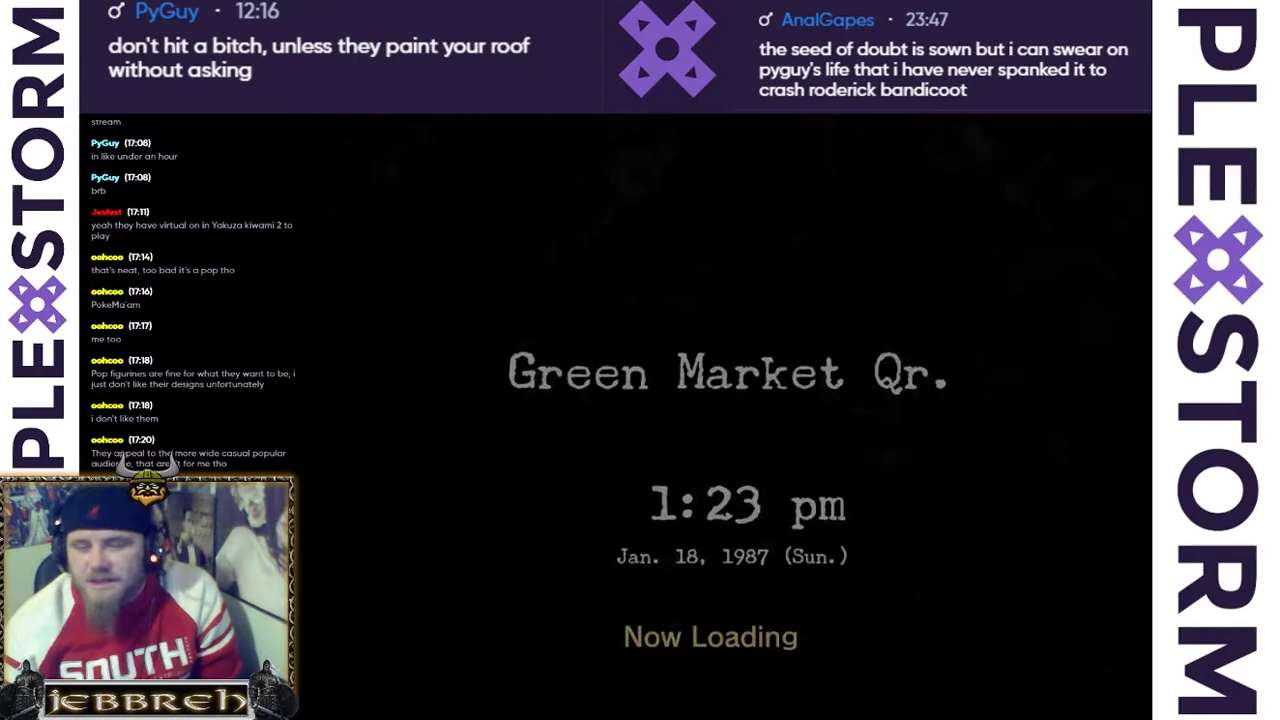 PLEXSTORM
♂ PyGuy · 12:16
don't hit a bitch, unless they paint your roof
without asking
♂ AnalGapes · 23:47
the seed of doubt is sown but i can swear on
pyguy's life that i have never spanked it to
crash roderick bandicoot
PLEXSTORM
stream
PyGuy (17:08)
in like under an hour
PyGuy (17:08)
brb
Jesfest (17:11)
yeah they have virtual on in Yakuza kiwami 2 to
play
oohcoo (17:14)
that's neat, too bad it's a pop tho
oohcoo (17:16)
PokeMa'am
oohcoo (17:17)
me too
oohcoo (17:18)
Pop figurines are fine for what they want to be, i
just don't like their designs unfortunately
oohcoo (17:18)
i don't like them
oohcoo (17:20)
They appeal to the more wide casual popular
audience, that aren't for me tho
Green Market Qr.
1:23 pm
Jan. 18, 1987 (Sun.)
Now Loading
SOUTH
JEBBREH